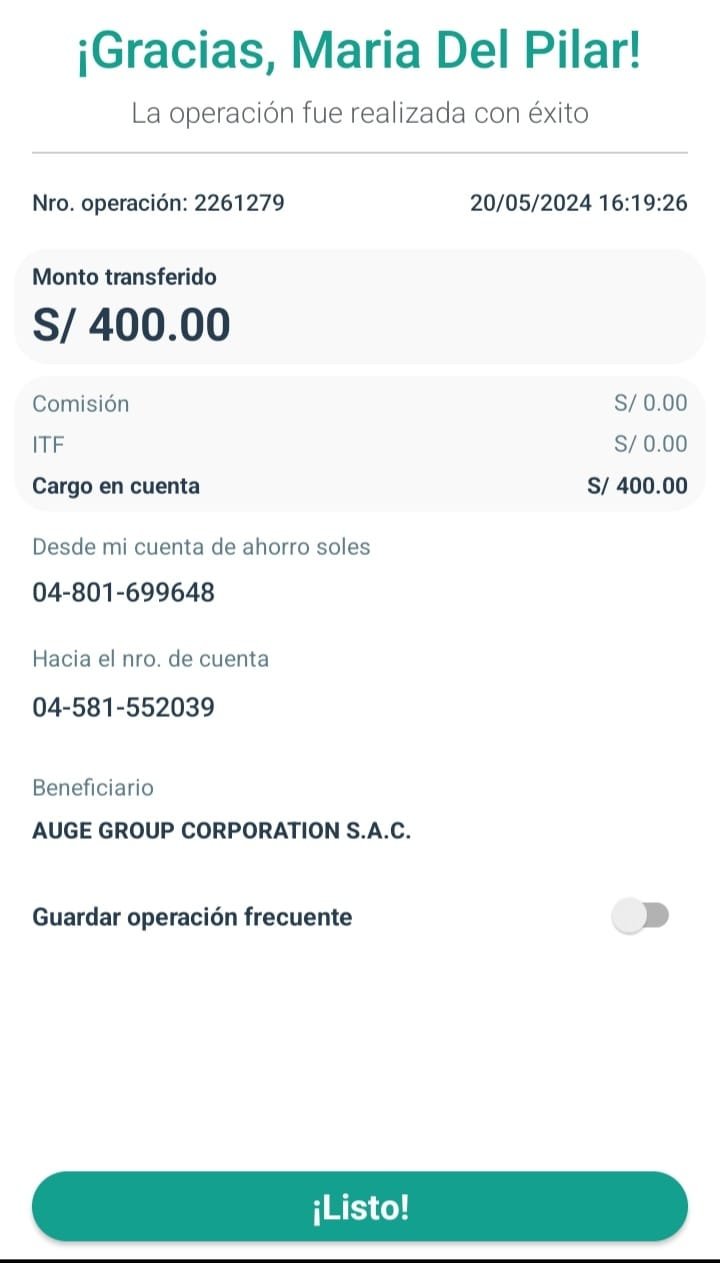 ¡Gracias, Maria Del Pilar!
La operación fue realizada con éxito
Nro. operación: 2261279 20/05/2024 16:19:26
Monto transferido
S/ 400.00
Comisión S/ 0.00
ITF S/ 0.00
Cargo en cuenta S/ 400.00
Desde mi cuenta de ahorro soles
04-801-699648
Hacia el nro. de cuenta
04-581-552039
Beneficiario
AUGE GROUP CORPORATION S.A.C.
Guardar operación frecuente
¡Listo!